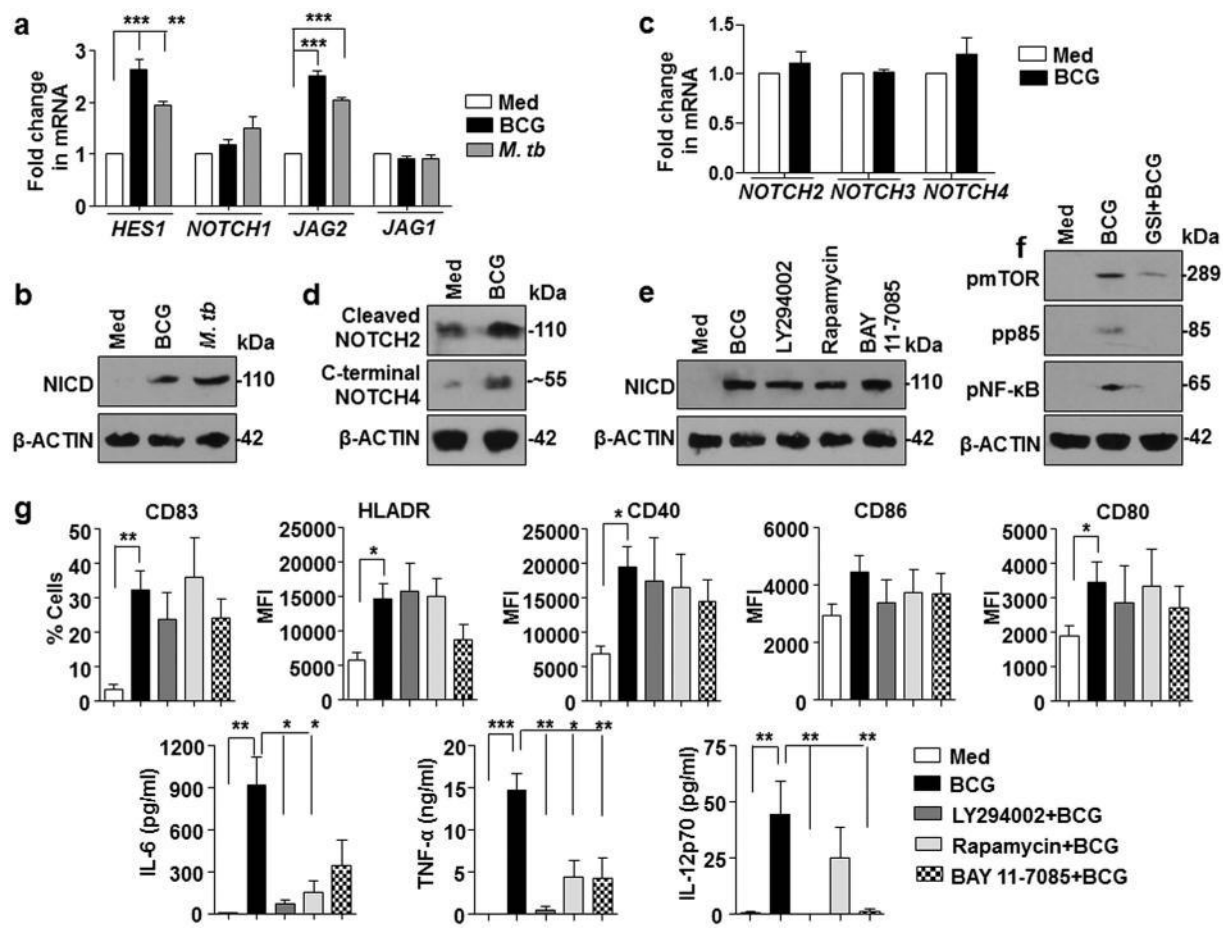 a
*** **
***
***
Fold change
in mRNA
3
2
1
0
HES1 NOTCH1 JAG2 JAG1
Med
BCG
M. tb
c
Fold change
in mRNA
1.5
1.0
0.5
0.0
NOTCH2 NOTCH3 NOTCH4
Med
BCG
b
Med
BCG
M. tb
kDa
NICD -110
β-ACTIN -42
d
Med
BCG
kDa
Cleaved
NOTCH2 -110
C-terminal
NOTCH4 -~55
β-ACTIN -42
e
Med
BCG
LY294002
Rapamycin
BAY
11-7085
kDa
NICD -110
β-ACTIN -42
f
Med
BCG
GSI+BCG
kDa
pmTOR -289
pp85 -85
pNF-κB -65
β-ACTIN -42
g
CD83
% Cells
50
40
30
20
10
0
**
HLADR
MFI
25000
20000
15000
10000
5000
0
*
CD40
MFI
25000
20000
15000
10000
5000
0
*
CD86
MFI
6000
4000
2000
0
CD80
MFI
5000
4000
3000
2000
1000
0
*
IL-6 (pg/ml)
1200
900
600
300
0
** * *
TNF-α (ng/ml)
20
15
10
5
0
*** ** * **
IL-12p70 (pg/ml)
75
50
25
0
** ** **
Med
BCG
LY294002+BCG
Rapamycin+BCG
BAY 11-7085+BCG